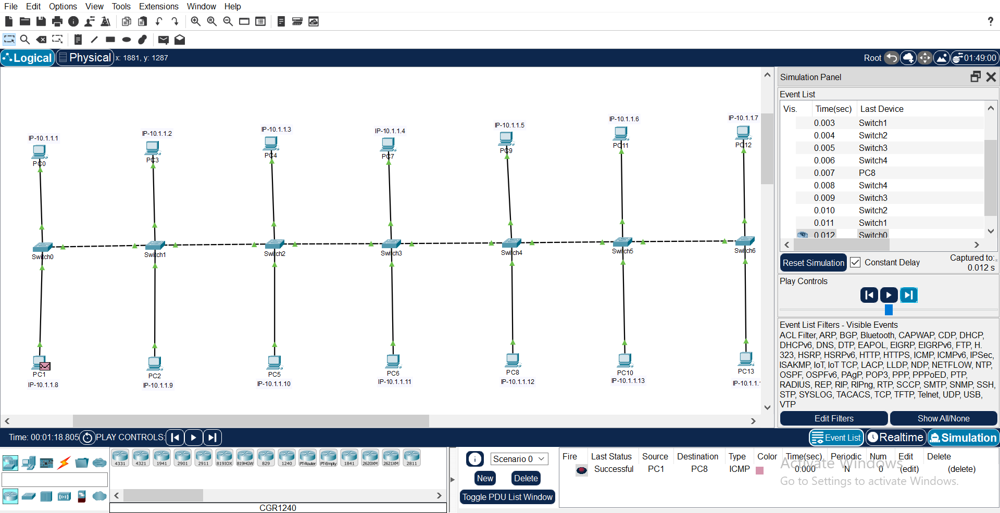 File Edit Options View Tools Extensions Window Help
?
Logical Physical x: 1881, y: 1287 Root 01:49:00
IP-10.1.1.1
PC0
IP-10.1.1.2
PC3
IP-10.1.1.3
PC4
IP-10.1.1.4
PC7
IP-10.1.1.5
PC9
IP-10.1.1.6
PC11
IP-10.1.1.7
PC12
Switch0
Switch1
Switch2
Switch3
Switch4
Switch5
Switch6
PC1
IP-10.1.1.8
PC2
IP-10.1.1.9
PC5
IP-10.1.1.10
PC6
IP-10.1.1.11
PC8
IP-10.1.1.12
PC10
IP-10.1.1.13
PC13
IP-10.1.1.
Simulation Panel
Event List
Vis. Time(sec) Last Device
0.003 Switch1
0.004 Switch2
0.005 Switch3
0.006 Switch4
0.007 PC8
0.008 Switch4
0.009 Switch3
0.010 Switch2
0.011 Switch1
0.012 Switch0
Reset Simulation Constant Delay Captured to:
0.012 s
Play Controls
Event List Filters - Visible Events
ACL Filter, ARP, BGP, Bluetooth, CAPWAP, CDP, DHCP,
DHCPv6, DNS, DTP, EAPOL, EIGRP, EIGRPv6, FTP, H.
323, HSRP, HSRPv6, HTTP, HTTPS, ICMP, ICMPv6, IPSec,
ISAKMP, IoT, IoT TCP, LACP, LLDP, NDP, NETFLOW, NTP,
OSPF, OSPFv6, PAgP, POP3, PPP, PPPoED, PTP,
RADIUS, REP, RIP, RIPng, RTP, SCCP, SMTP, SNMP, SSH,
STP, SYSLOG, TACACS, TCP, TFTP, Telnet, UDP, USB,
VTP
Edit Filters Show All/None
Time: 00:01:18.805 PLAY CONTROLS: Event List Realtime Simulation
4331 4321 1941 2901 2911 819IOX 819HGW 829 1240 PT-Router PT-Empty 1841 2620XM 2621XM 2811
CGR1240
Scenario 0
New Delete
Toggle PDU List Window
Fire Last Status Source Destination Type Color Time(sec) Periodic Num Edit Delete
Successful PC1 PC8 ICMP 0.000 N 0 (edit) (delete)
Activate Windows
Go to Settings to activate Windows.